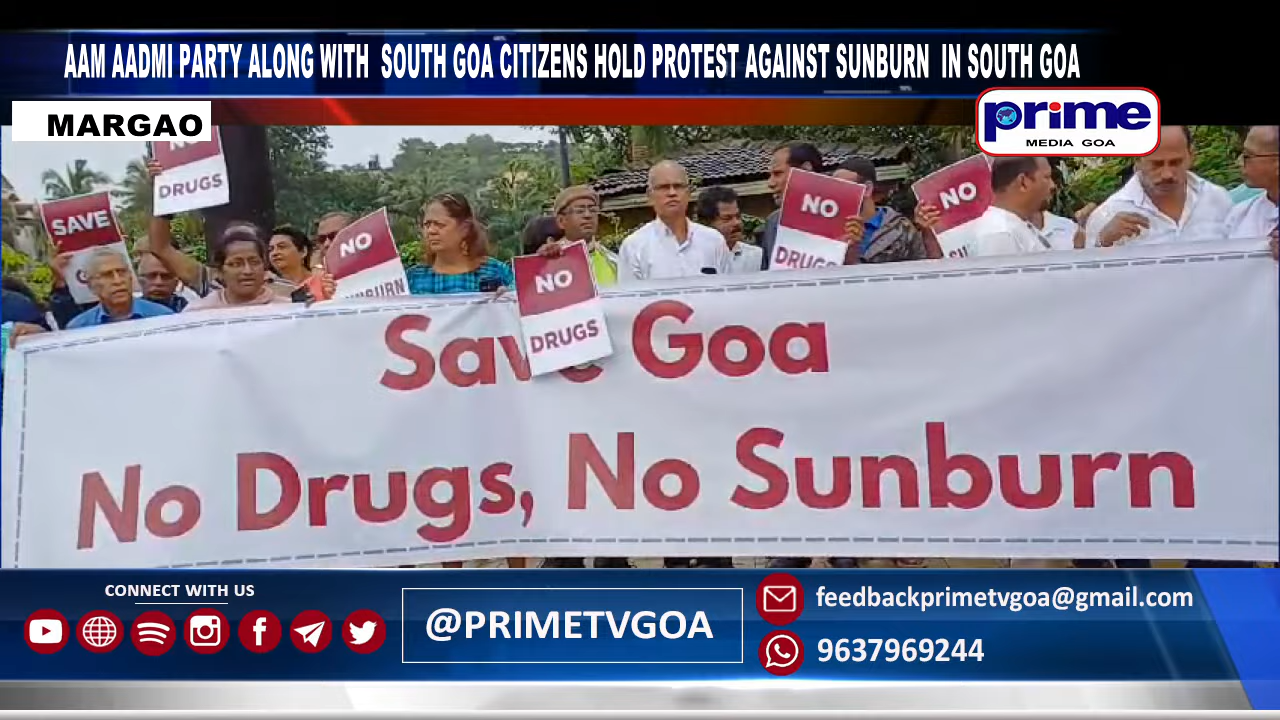 AAM AADMI PARTY ALONG WITH SOUTH GOA CITIZENS HOLD PROTEST AGAINST SUNBURN IN SOUTH GOA
MARGAO
prime
MEDIA GOA
DRUGS
SAVE
NO
NO
DRUGS
NO
DRUGS
NO
Save Goa
No Drugs, No Sunburn
CONNECT WITH US
@PRIMETVGOA
feedbackprimetvgoa@gmail.com
9637969244